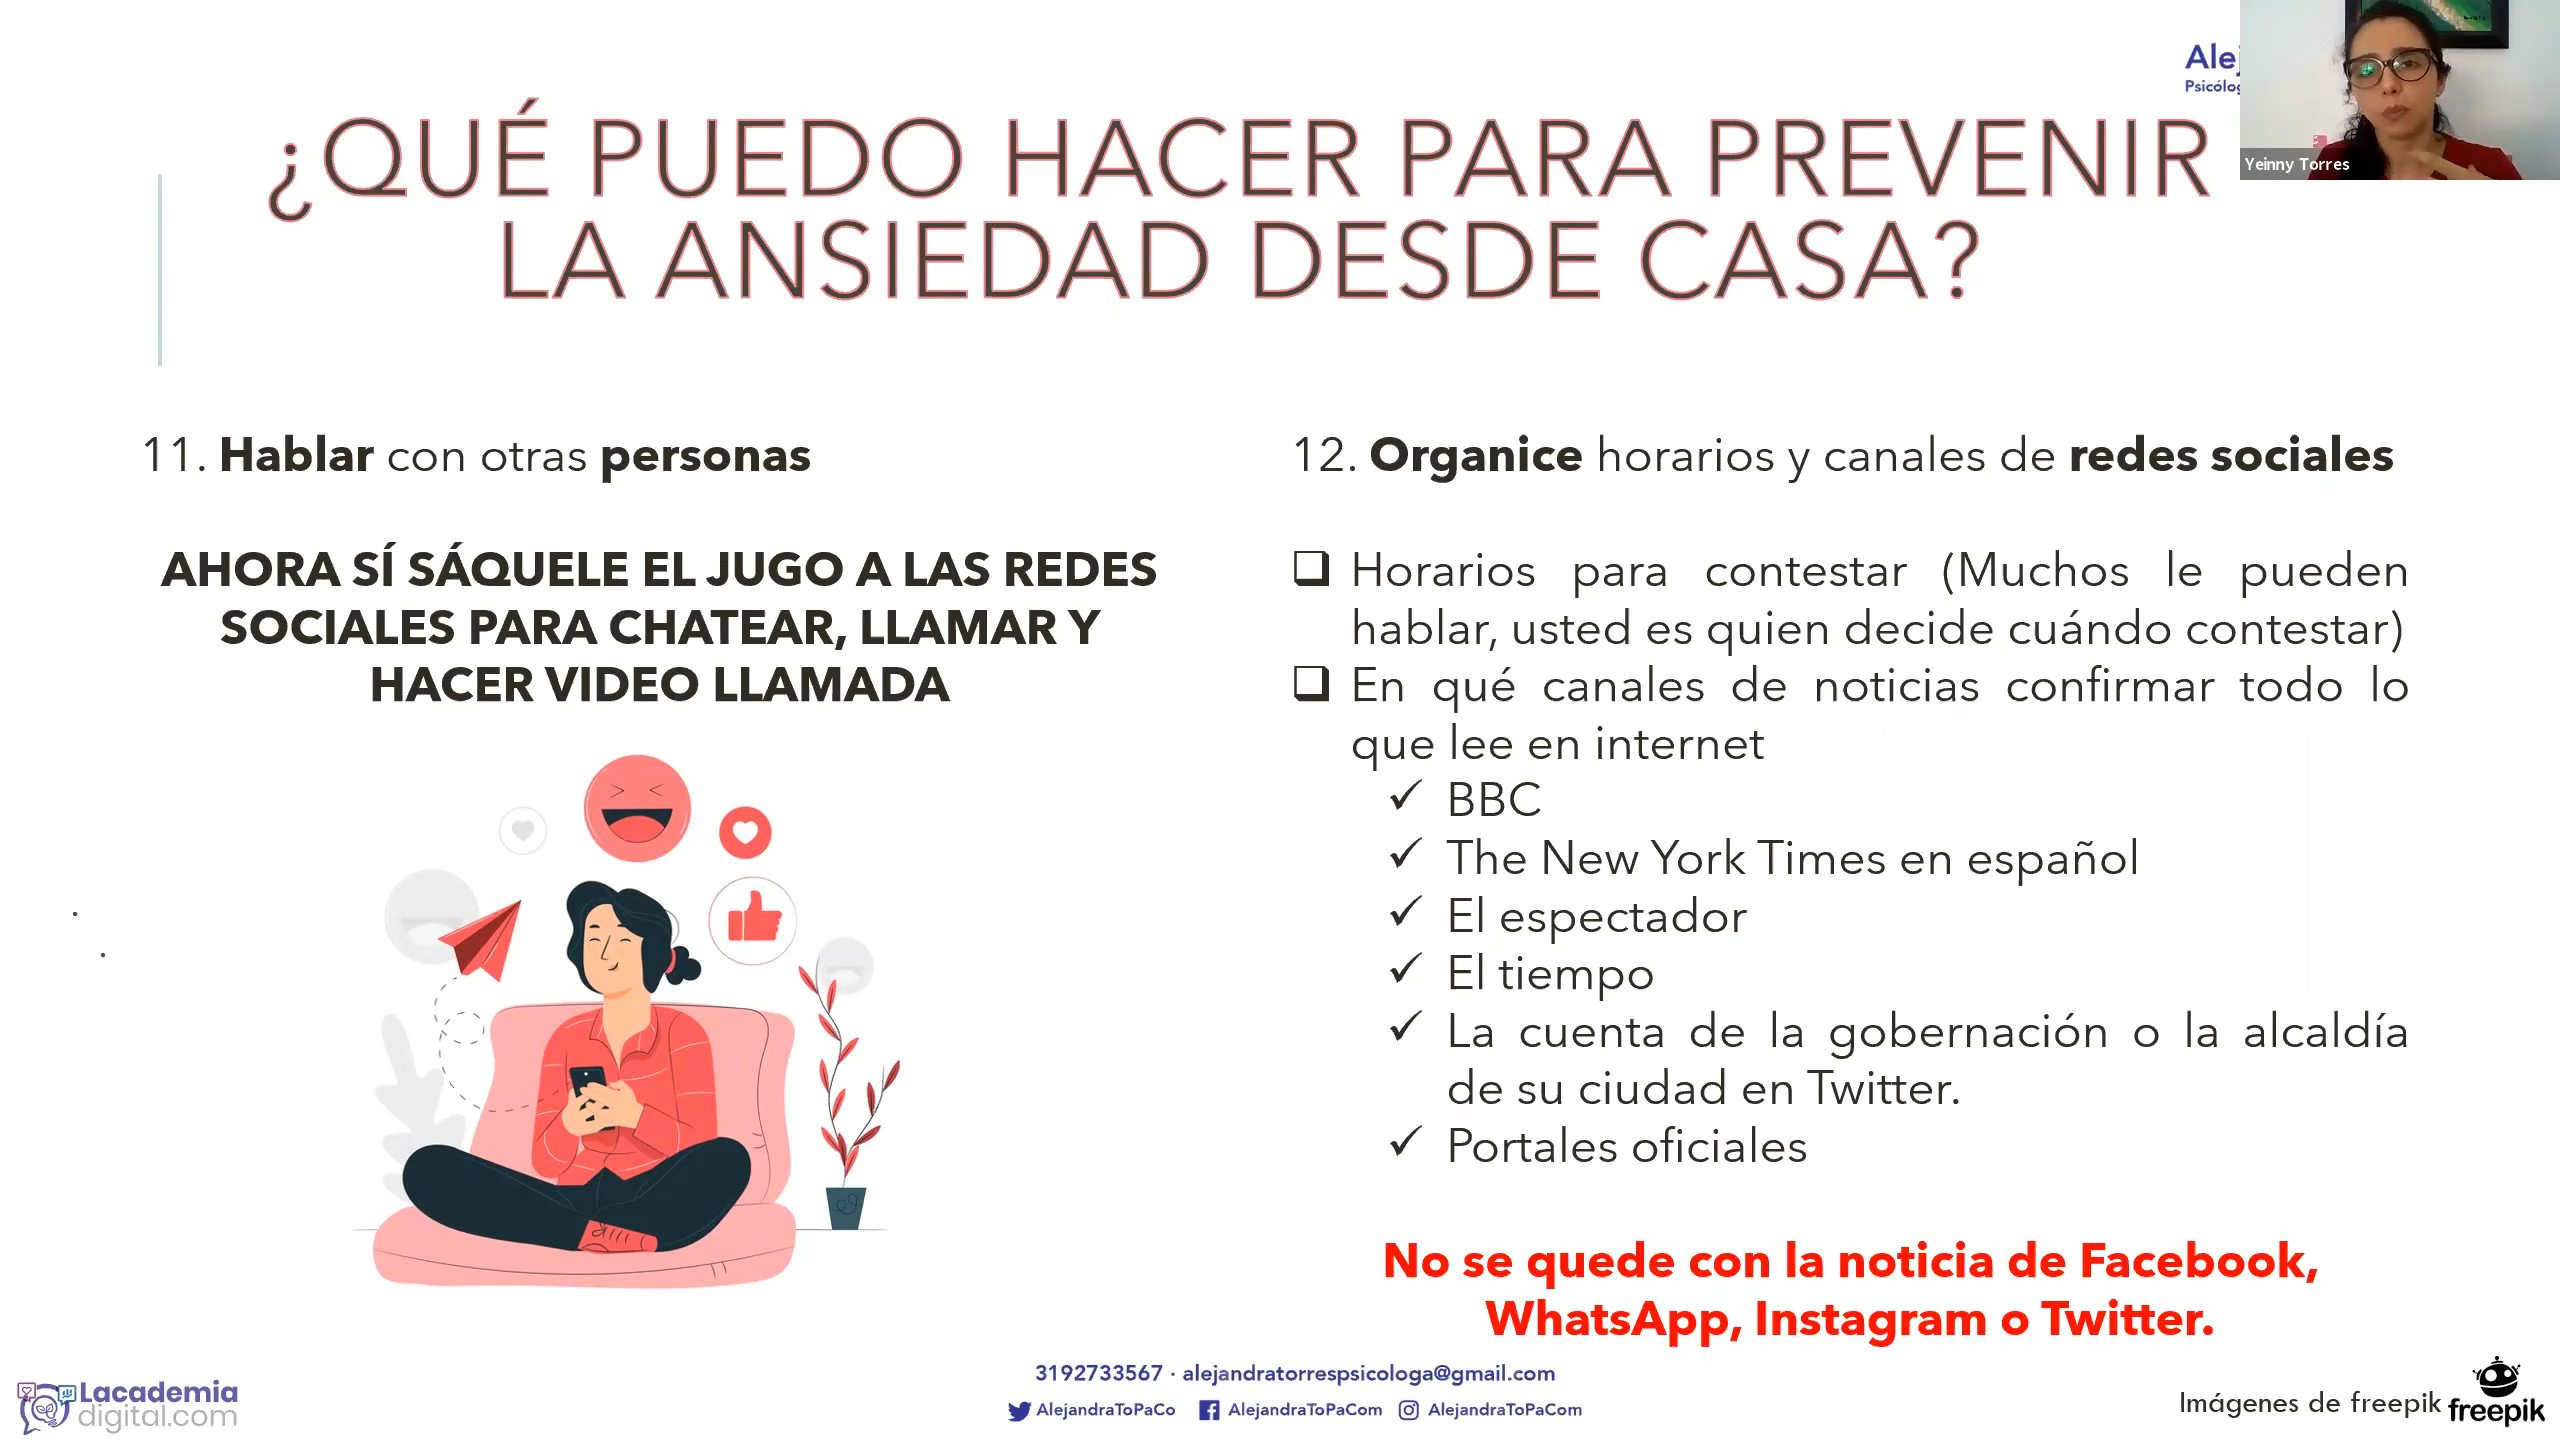 Ale
Psicólog
Yeinny Torres
¿QUÉ PUEDO HACER PARA PREVENIR
LA ANSIEDAD DESDE CASA?
11. Hablar con otras personas
AHORA SÍ SÁQUELE EL JUGO A LAS REDES
SOCIALES PARA CHATEAR, LLAMAR Y
HACER VIDEO LLAMADA
12. Organice horarios y canales de redes sociales
Horarios para contestar (Muchos le pueden
hablar, usted es quien decide cuándo contestar)
En qué canales de noticias confirmar todo lo
que lee en internet
BBC
The New York Times en español
El espectador
El tiempo
La cuenta de la gobernación o la alcaldía
de su ciudad en Twitter.
Portales oficiales
No se quede con la noticia de Facebook,
WhatsApp, Instagram o Twitter.
3192733567 · alejandratorrespsicologa@gmail.com
AlejandraToPaCo AlejandraToPaCom AlejandraToPaCom
Lacademia
digital.com
Imágenes de freepik
freepik